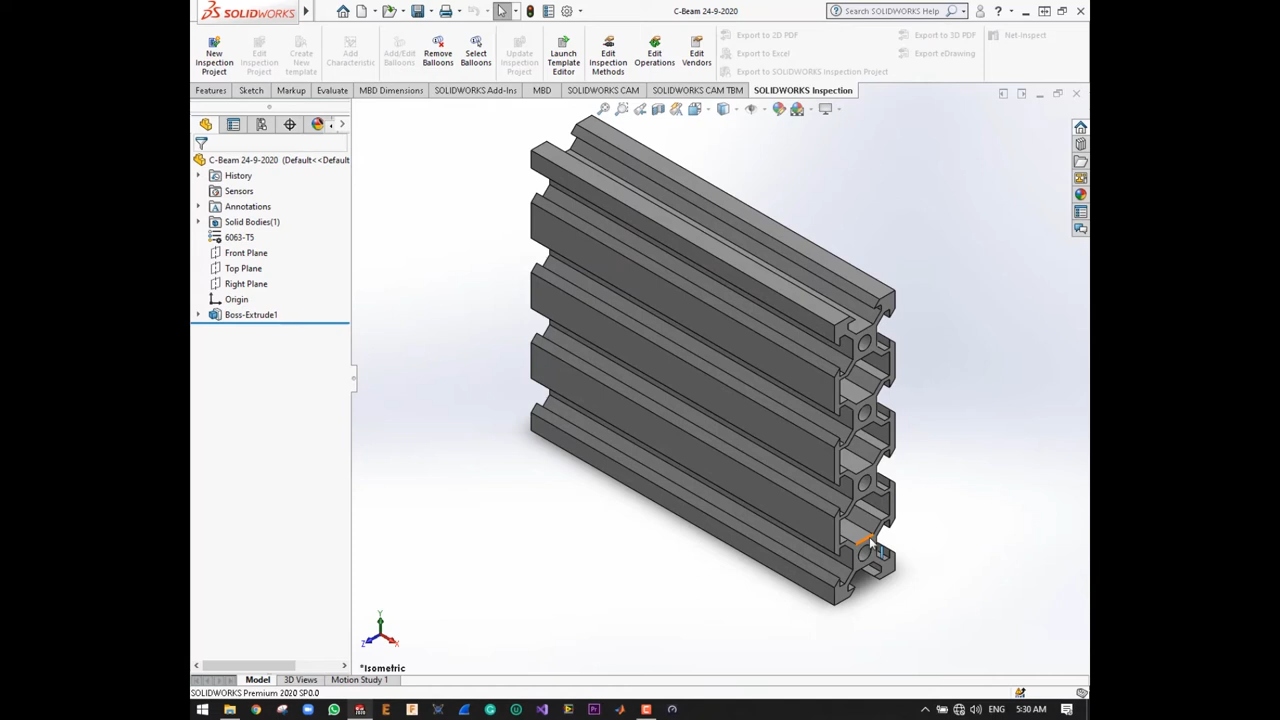 SOLIDWORKS
C-Beam 24-9-2020
Search SOLIDWORKS Help
New Inspection Project
Edit Inspection Project
Create New template
Add Characteristic
Add/Edit Balloons
Remove Balloons
Select Balloons
Update Inspection Project
Launch Template Editor
Edit Inspection Methods
Edit Operations
Edit Vendors
Export to 2D PDF
Export to Excel
Export to SOLIDWORKS Inspection Project
Export to 3D PDF
Export eDrawing
Net-Inspect
Features
Sketch
Markup
Evaluate
MBD Dimensions
SOLIDWORKS Add-Ins
MBD
SOLIDWORKS CAM
SOLIDWORKS CAM TBM
SOLIDWORKS Inspection
C-Beam 24-9-2020 (Default<<Default
History
Sensors
Annotations
Solid Bodies(1)
6063-T5
Front Plane
Top Plane
Right Plane
Origin
Boss-Extrude1
Y
Z
X
*Isometric
Model
3D Views
Motion Study 1
SOLIDWORKS Premium 2020 SP0.0
ENG
5:30 AM